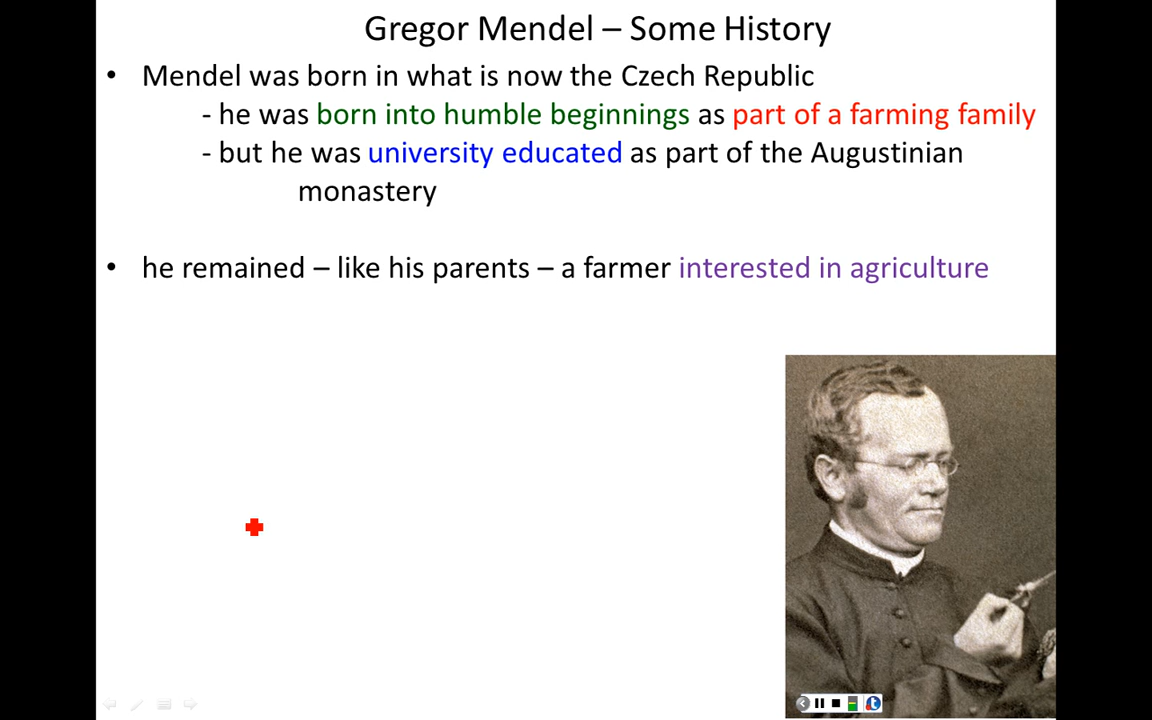 Gregor Mendel – Some History
• Mendel was born in what is now the Czech Republic
- he was born into humble beginnings as part of a farming family
- but he was university educated as part of the Augustinian
monastery
• he remained – like his parents – a farmer interested in agriculture